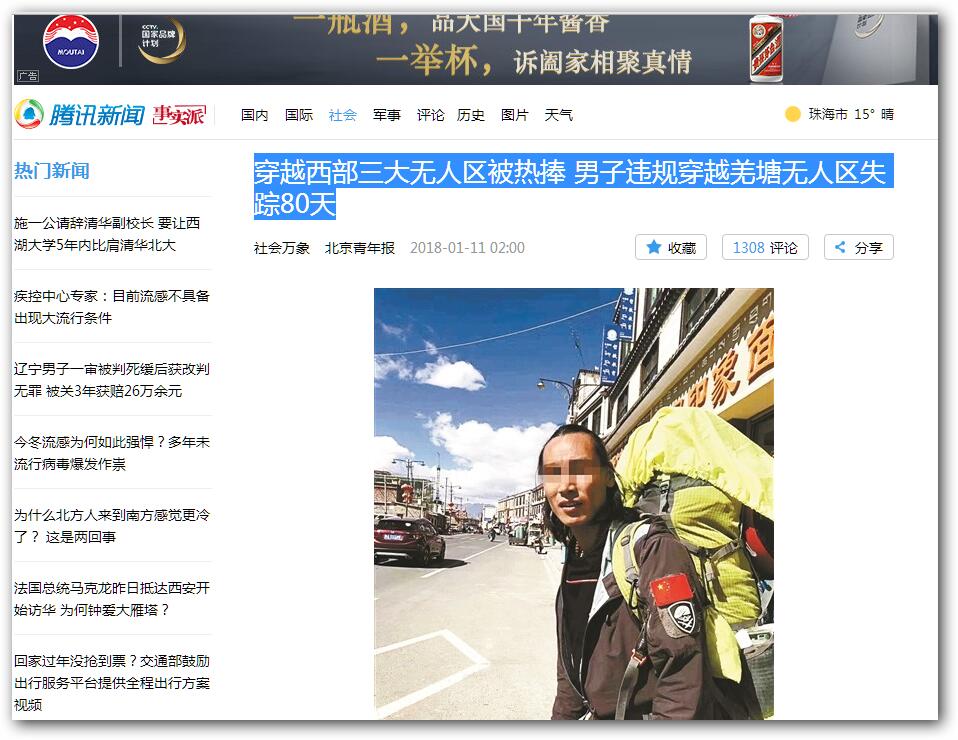 一瓶酒，品大国千年酱香
MOUTAI
CCTV.
国家品牌
计划
一举杯，诉阖家相聚真情
广告
腾讯新闻 事实派 国内 国际 社会 军事 评论 历史 图片 天气 珠海市 15° 晴
热门新闻
施一公请辞清华副校长 要让西
湖大学5年内比肩清华北大
疾控中心专家：目前流感不具备
出现大流行条件
辽宁男子一审被判死缓后获改判
无罪 被关3年获赔26万余元
今冬流感为何如此强悍？多年未
流行病毒爆发作祟
为什么北方人来到南方感觉更冷
了？ 这是两回事
法国总统马克龙昨日抵达西安开
始访华 为何钟爱大雁塔？
回家过年没抢到票？交通部鼓励
出行服务平台提供全程出行方案
视频
穿越西部三大无人区被热捧 男子违规穿越羌塘无人区失
踪80天
社会万象 北京青年报 2018-01-11 02:00
收藏 1308 评论 分享
印象面